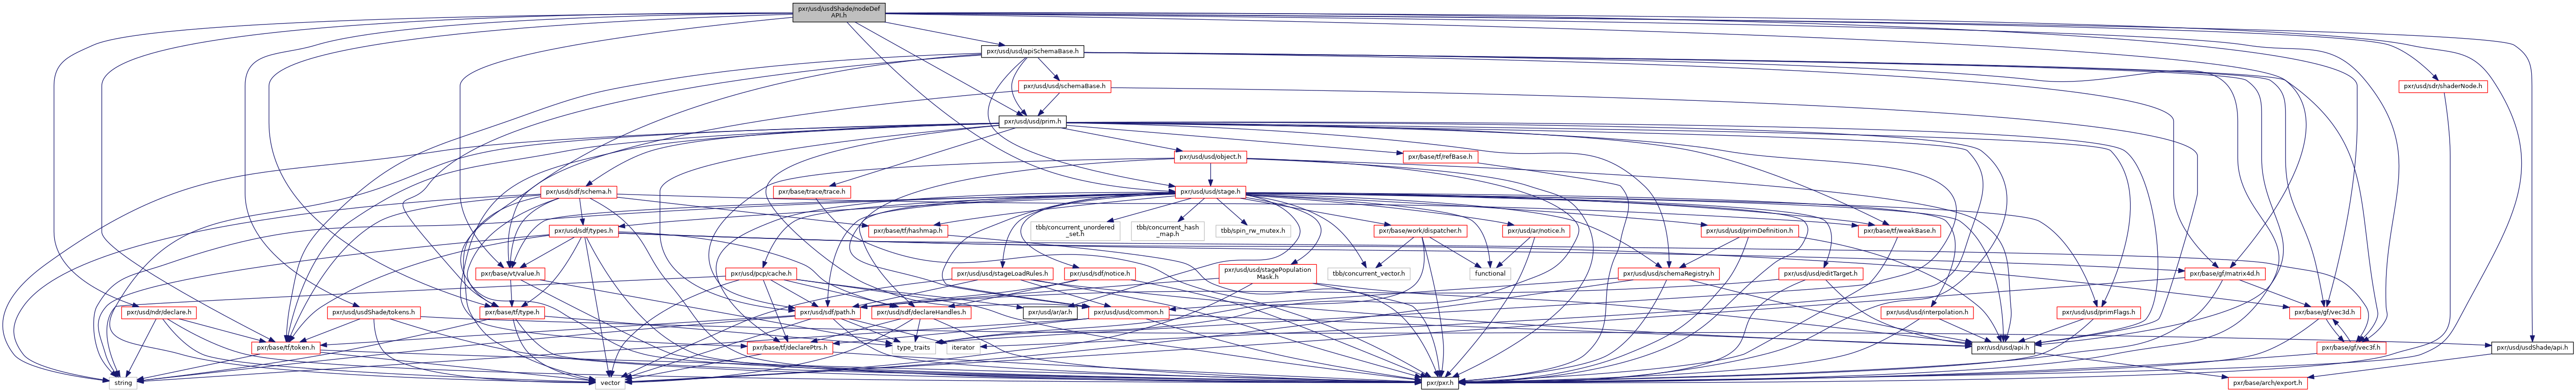 pxr/usd/usdShade/nodeDef
API.h
pxr/usd/usd/apiSchemaBase.h
pxr/usd/usd/schemaBase.h
pxr/usd/sdr/shaderNode.h
pxr/usd/usd/prim.h
pxr/usd/usd/object.h
pxr/base/tf/refBase.h
pxr/usd/sdf/schema.h
pxr/base/trace/trace.h
pxr/usd/usd/stage.h
pxr/usd/sdf/types.h
pxr/base/tf/hashmap.h
tbb/concurrent_unordered
_set.h
tbb/concurrent_hash
_map.h
tbb/spin_rw_mutex.h
pxr/base/work/dispatcher.h
pxr/usd/ar/notice.h
pxr/usd/usd/primDefinition.h
pxr/base/tf/weakBase.h
pxr/base/vt/value.h
pxr/usd/pcp/cache.h
pxr/usd/usd/stageLoadRules.h
pxr/usd/sdf/notice.h
pxr/usd/usd/stagePopulation
Mask.h
tbb/concurrent_vector.h
functional
pxr/usd/usd/schemaRegistry.h
pxr/usd/usd/editTarget.h
pxr/base/gf/matrix4d.h
pxr/usd/ndr/declare.h
pxr/usd/usdShade/tokens.h
pxr/base/tf/type.h
pxr/usd/sdf/path.h
pxr/usd/sdf/declareHandles.h
pxr/usd/ar/ar.h
pxr/usd/usd/common.h
pxr/usd/usd/interpolation.h
pxr/usd/usd/primFlags.h
pxr/base/gf/vec3d.h
pxr/base/tf/token.h
pxr/base/tf/declarePtrs.h
type_traits
iterator
pxr/usd/usd/api.h
pxr/base/gf/vec3f.h
pxr/usd/usdShade/api.h
string
vector
pxr/pxr.h
pxr/base/arch/export.h